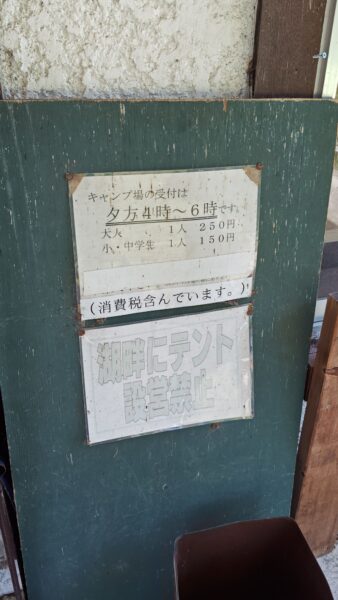 キャンプ場の受付は
夕方4時〜6時です。
大人 1人 250円
小・中学生 1人 150円
(消費税含んでいます。)
湖畔にテント
設営禁止